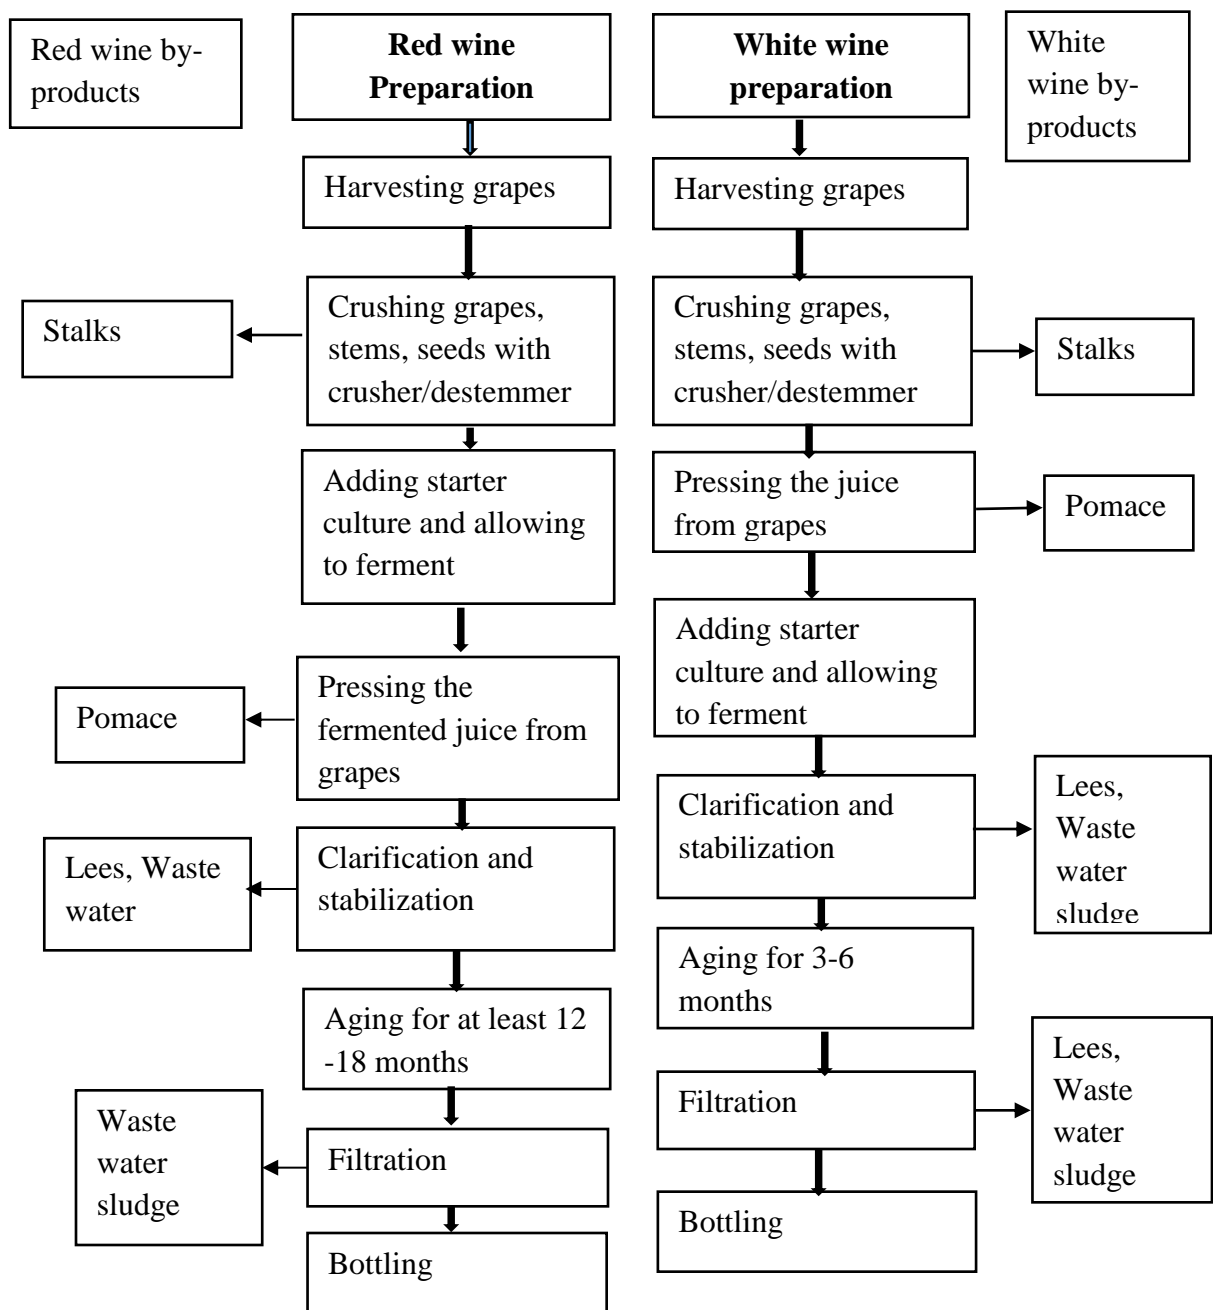 Red wine by-
products
Red wine
Preparation
White wine
preparation
White
wine by-
products
Harvesting grapes
Harvesting grapes
Stalks
Crushing grapes,
stems, seeds with
crusher/destemmer
Crushing grapes,
stems, seeds with
crusher/destemmer
Stalks
Adding starter
culture and allowing
to ferment
Pressing the juice
from grapes
Pomace
Pomace
Pressing the
fermented juice from
grapes
Adding starter
culture and allowing
to ferment
Lees, Waste
water
Clarification and
stabilization
Clarification and
stabilization
Lees,
Waste
water
sludge
Aging for at least 12
-18 months
Aging for 3-6
months
Waste
water
sludge
Filtration
Filtration
Lees,
Waste
water
sludge
Bottling
Bottling